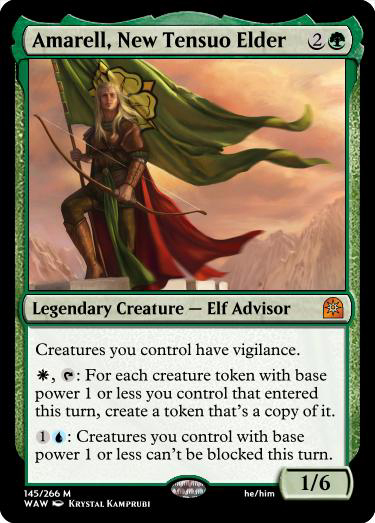 Amarell, New Tensuo Elder 2
Legendary Creature — Elf Advisor
Creatures you control have vigilance.
, : For each creature token with base
power 1 or less you control that entered
this turn, create a token that's a copy of it.
1 : Creatures you control with base
power 1 or less can't be blocked this turn.
1/6
145/266 M he/him
WAW Krystal Kamprubi